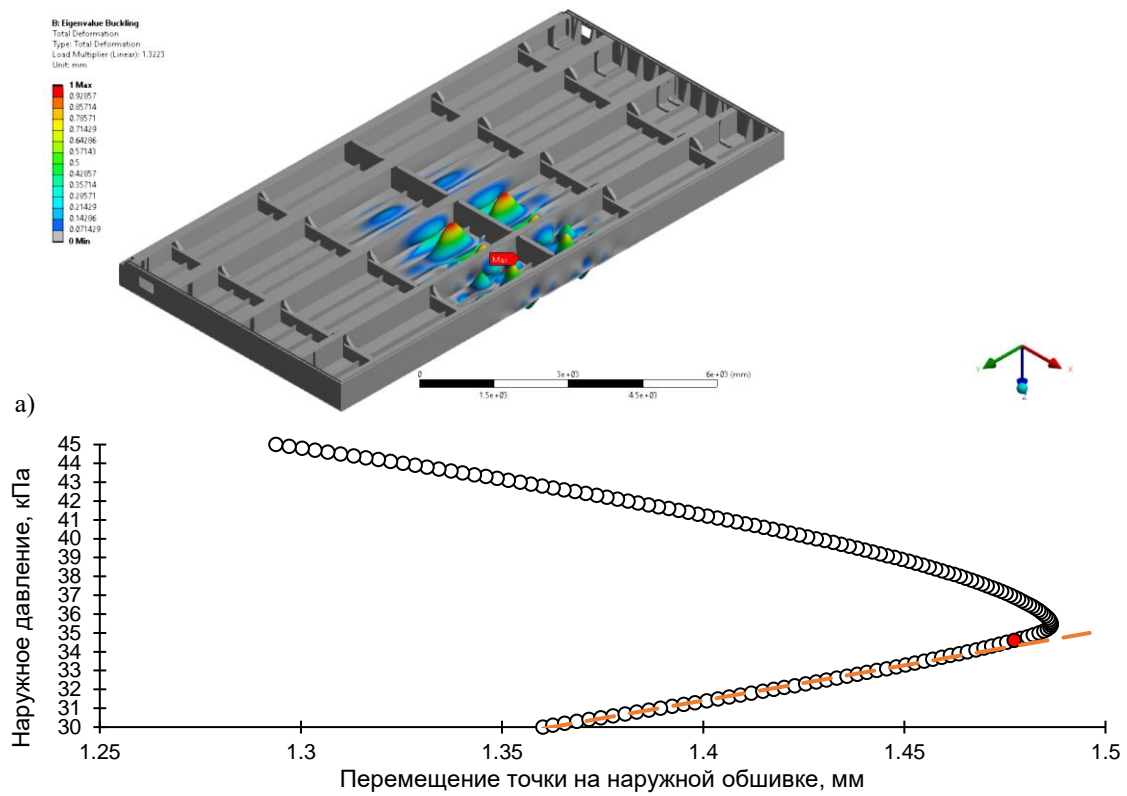 B: Eigenvalue Buckling
Total Deformation
Type: Total Deformation
Load Multiplier (Linear): 1.3223
Unit: mm
1 Max
0.92857
0.85714
0.78571
0.71429
0.64286
0.57143
0.5
0.42857
0.35714
0.28571
0.21429
0.14286
0.071429
0 Min
Max
0 3e+03 6e+03 (mm)
1.5e+03 4.5e+03
Y X
Z
а)
Наружное давление, кПа
45
44
43
42
41
40
39
38
37
36
35
34
33
32
31
30
1.25 1.3 1.35 1.4 1.45 1.5
Перемещение точки на наружной обшивке, мм